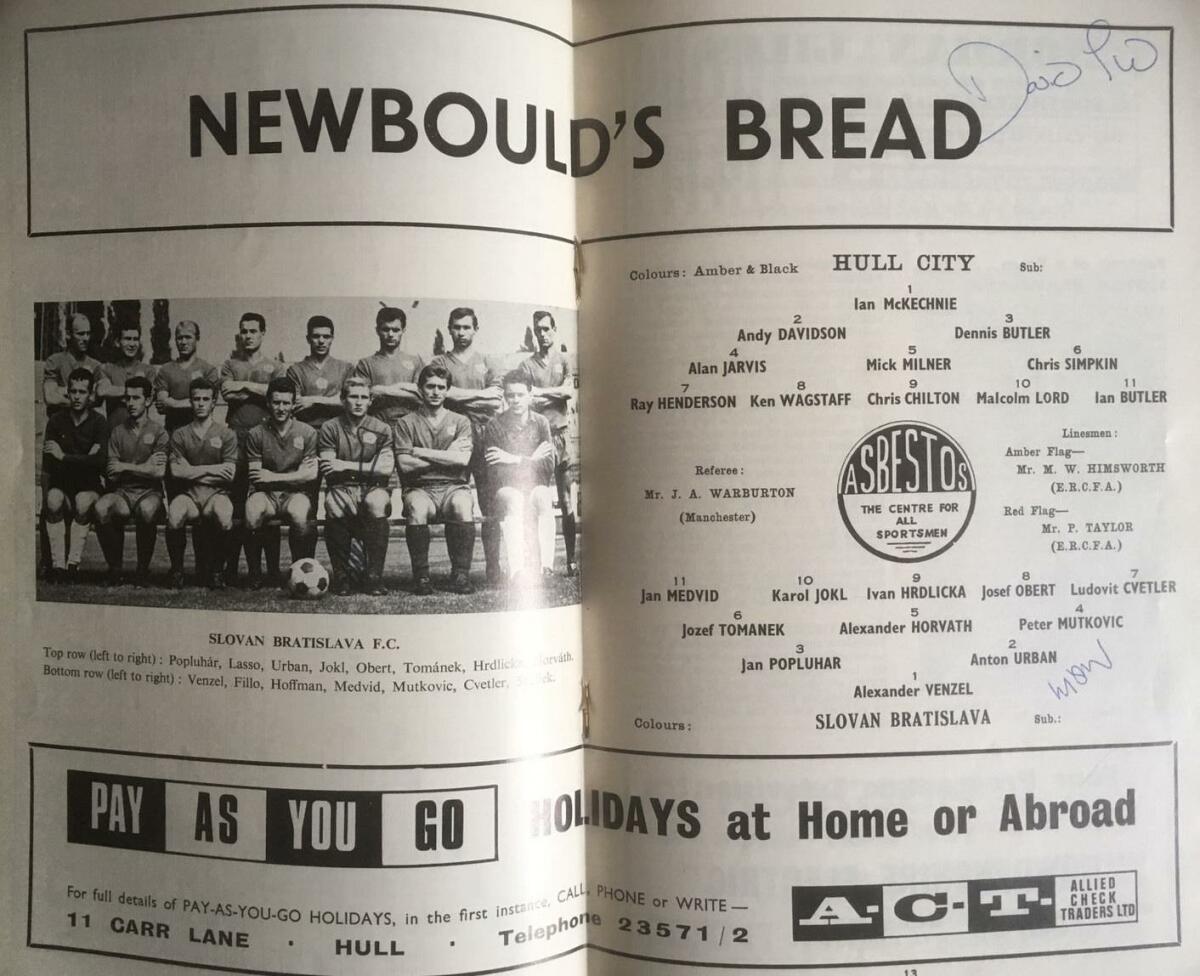 NEWBOULD'S BREAD
SLOVAN BRATISLAVA F.C.
Top row (left to right) : Popluhár, Lasso, Urban, Jokl, Obert, Tománek, Hrdlicka, Horváth.
Bottom row (left to right) : Venzel, Fillo, Hoffman, Medvid, Mutkovic, Cvetler,
Colours: Amber & Black HULL CITY Sub:
1
Ian McKECHNIE
2 3
Andy DAVIDSON Dennis BUTLER
4 5 6
Alan JARVIS Mick MILNER Chris SIMPKIN
7 8 9 10 11
Ray HENDERSON Ken WAGSTAFF Chris CHILTON Malcolm LORD Ian BUTLER
Referee :
Mr. J. A. WARBURTON
(Manchester)
ASBESTOS
THE CENTRE FOR
ALL
SPORTSMEN
Linesmen :
Amber Flag—
Mr. M. W. HIMSWORTH
(E.R.C.F.A.)
Red Flag—
Mr. P. TAYLOR
(E.R.C.F.A.)
11 10 9 8 7
Jan MEDVID Karol JOKL Ivan HRDLICKA Josef OBERT Ludovit CVETLER
6 5 4
Jozef TOMANEK Alexander HORVATH Peter MUTKOVIC
3 2
Jan POPLUHAR Anton URBAN
1
Alexander VENZEL
Colours: SLOVAN BRATISLAVA Sub.:
PAY AS YOU GO HOLIDAYS at Home or Abroad
For full details of PAY-AS-YOU-GO HOLIDAYS, in the first instance, CALL, PHONE or WRITE —
11 CARR LANE · HULL · Telephone 23571/2
A·C·T·
ALLIED
CHECK
TRADERS LTD
13